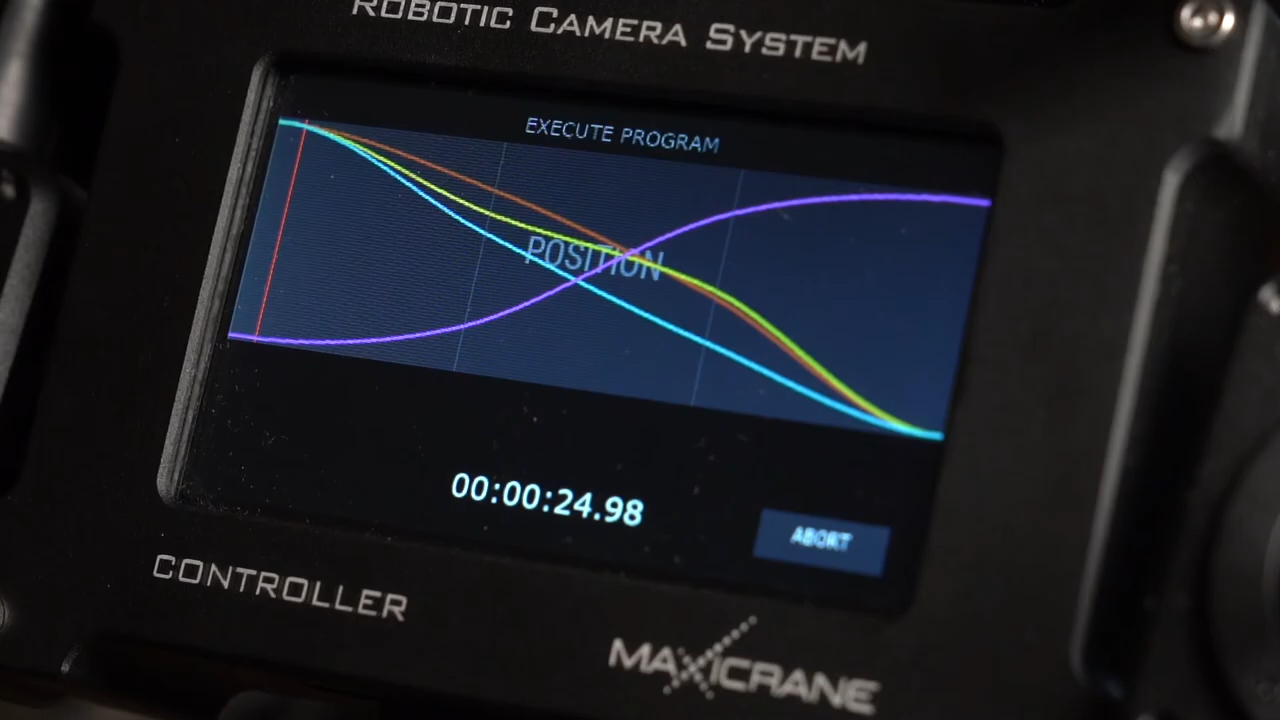 ROBOTIC CAMERA SYSTEM
EXECUTE PROGRAM
POSITION
00:00:24.98
ABORT
CONTROLLER
MAXICRANE